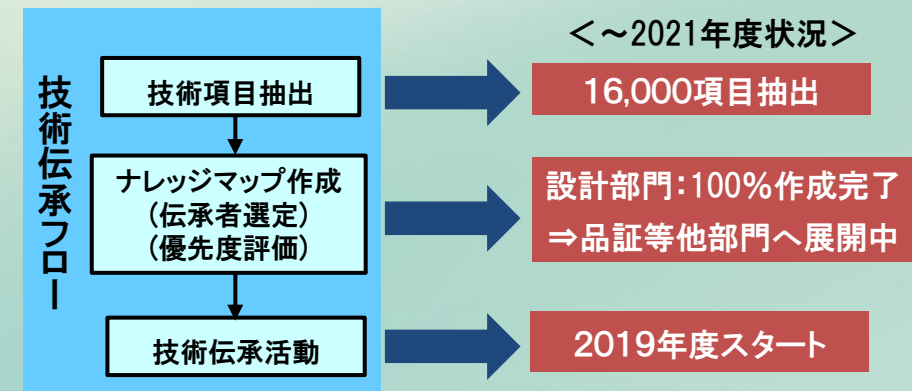 技術伝承フロー
技術項目抽出
ナレッジマップ作成
(伝承者選定)
(優先度評価)
技術伝承活動
＜～2021年度状況＞
16,000項目抽出
設計部門：100%作成完了
⇒品証等他部門へ展開中
2019年度スタート